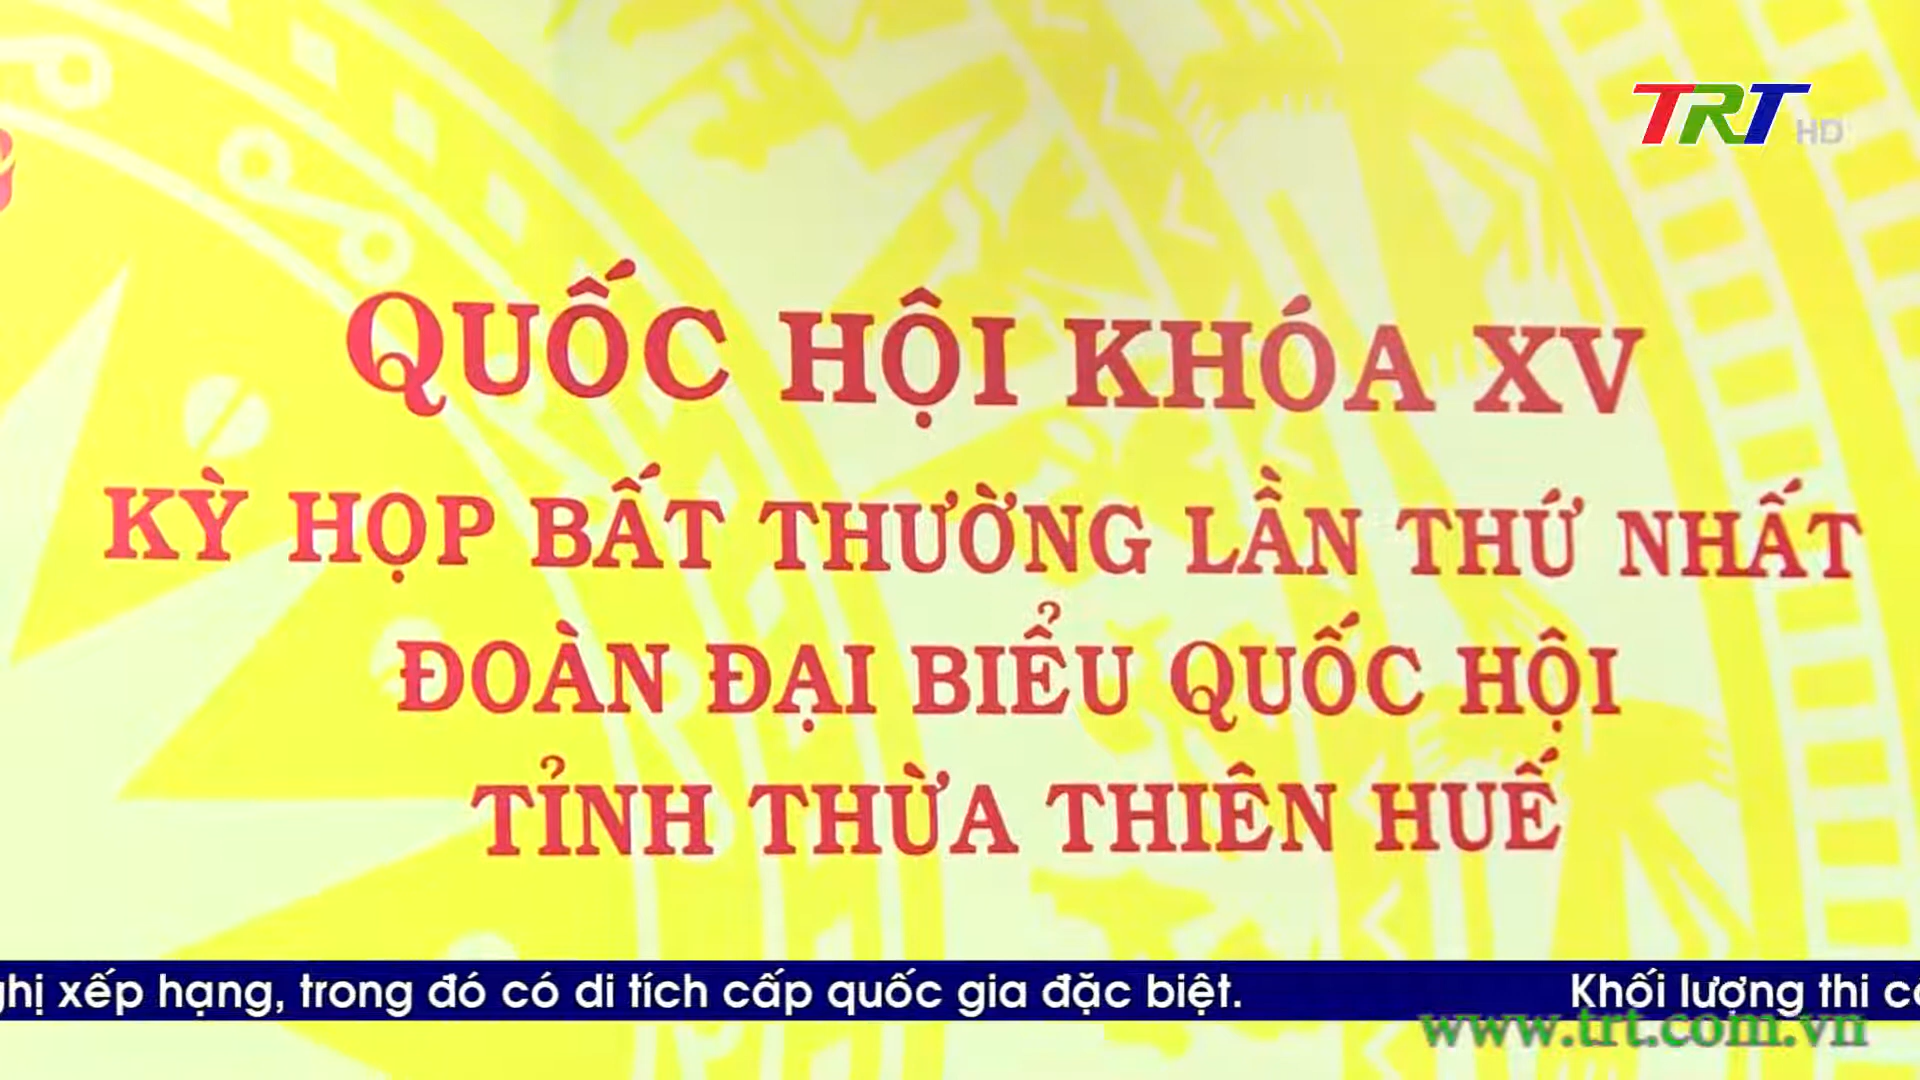 TRT HD
QUỐC HỘI KHÓA XV
KỲ HỌP BẤT THƯỜNG LẦN THỨ NHẤT
ĐOÀN ĐẠI BIỂU QUỐC HỘI
TỈNH THỪA THIÊN HUẾ
xếp hạng, trong đó có di tích cấp quốc gia đặc biệt. Khối lượng thi
www.trt.com.vn